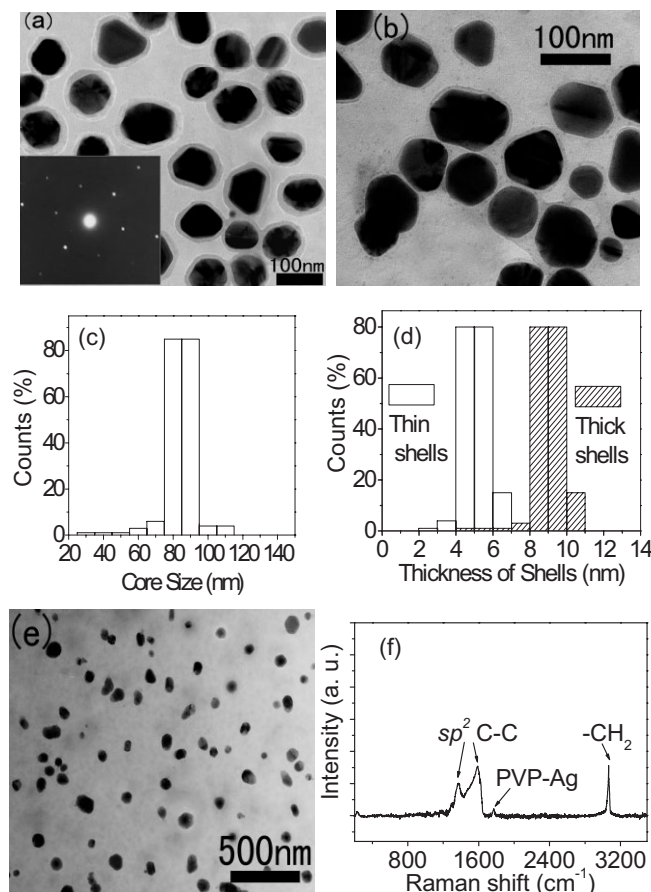 (a)
100nm
(b)
100nm
(c)
Counts (%)
80
60
40
20
0
20 40 60 80 100 120 140
Core Size (nm)
(d)
Counts (%)
80
60
40
20
0
Thin
shells
Thick
shells
0 2 4 6 8 10 12 14
Thickness of Shells (nm)
(e)
500nm
(f)
Intensity (a. u.)
sp² C-C
-CH₂
PVP-Ag
800 1600 2400 3200
Raman shift (cm⁻¹)